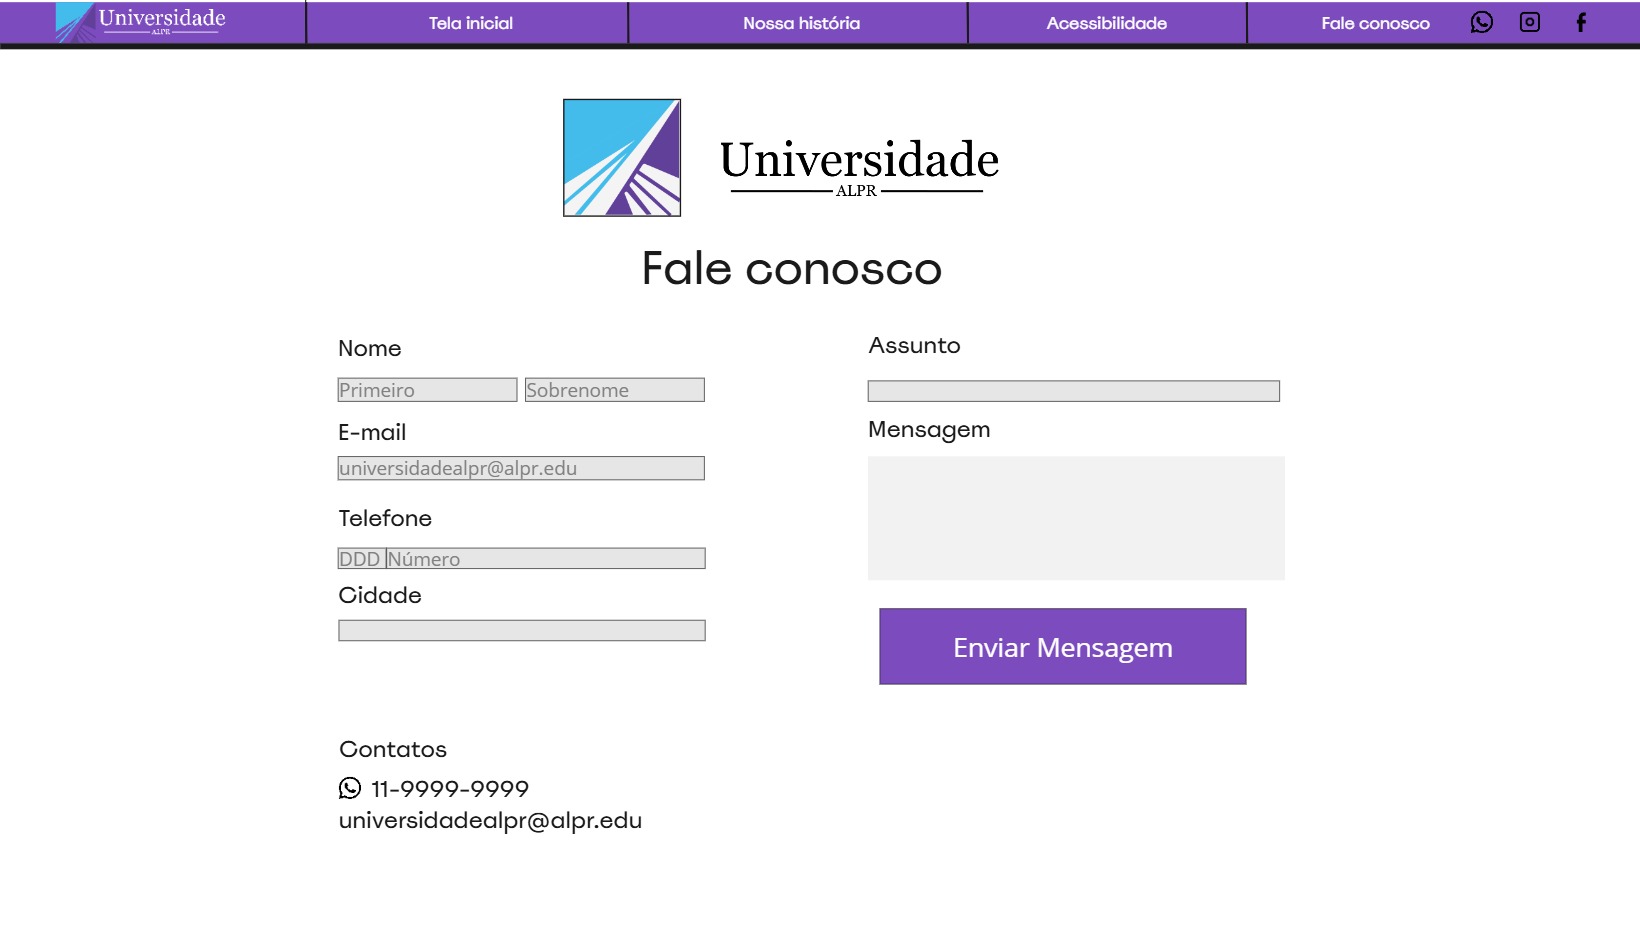 Universidade
ALPR
Tela inicial
Nossa história
Acessibilidade
Fale conosco
Universidade
ALPR
Fale conosco
Nome
Primeiro Sobrenome
E-mail
universidadealpr@alpr.edu
Telefone
DDD Número
Cidade
Assunto
Mensagem
Enviar Mensagem
Contatos
11-9999-9999
universidadealpr@alpr.edu